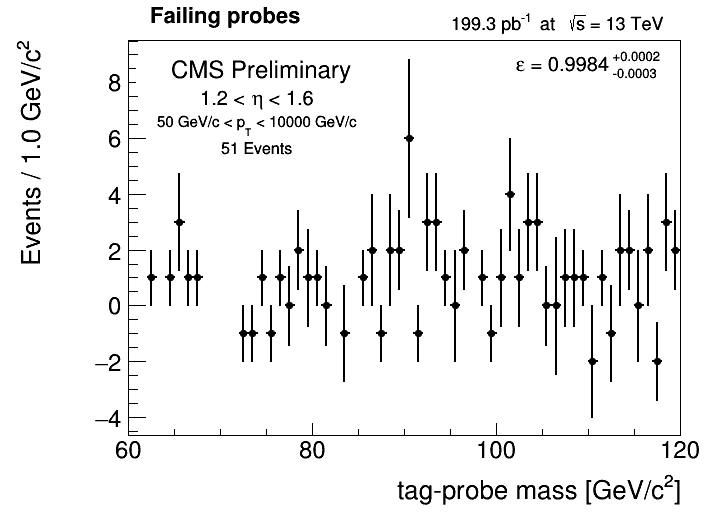 Failing probes
199.3 pb⁻¹ at √s = 13 TeV
CMS Preliminary
1.2 < η < 1.6
50 GeV/c < p_T < 10000 GeV/c
51 Events
ε = 0.9984 +0.0002 -0.0003
Events / 1.0 GeV/c²
8
6
4
2
0
−2
−4
60 80 100 120
tag-probe mass [GeV/c²]